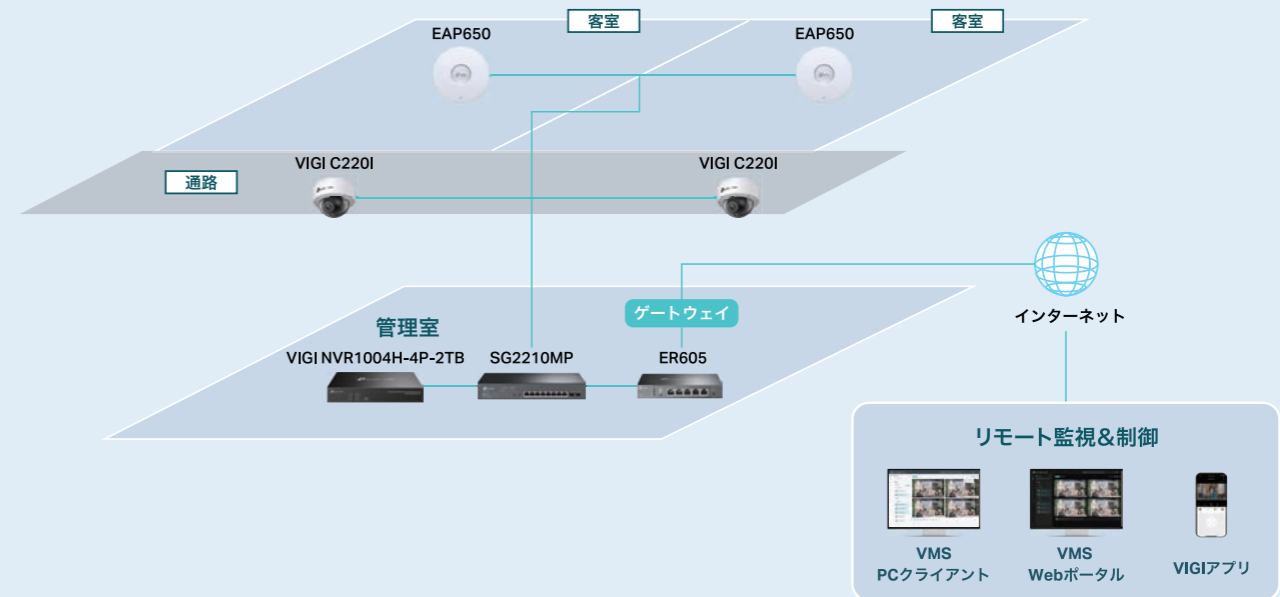 客室
客室
EAP650
EAP650
VIGI C220I
VIGI C220I
通路
ゲートウェイ
インターネット
管理室
VIGI NVR1004H-4P-2TB
SG2210MP
ER605
リモート監視&制御
VMS
PCクライアント
VMS
Webポータル
VIGIアプリ